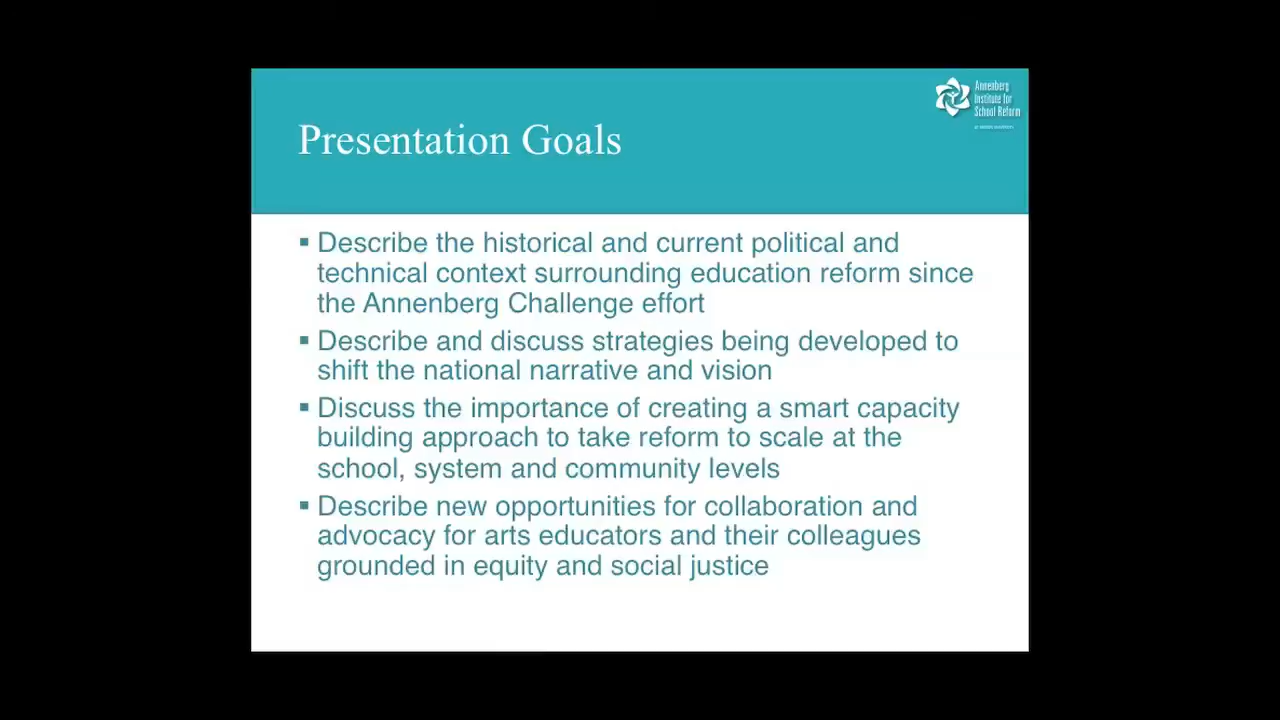 Annenberg
Institute for
School Reform
Presentation Goals
▪ Describe the historical and current political and
technical context surrounding education reform since
the Annenberg Challenge effort
▪ Describe and discuss strategies being developed to
shift the national narrative and vision
▪ Discuss the importance of creating a smart capacity
building approach to take reform to scale at the
school, system and community levels
▪ Describe new opportunities for collaboration and
advocacy for arts educators and their colleagues
grounded in equity and social justice